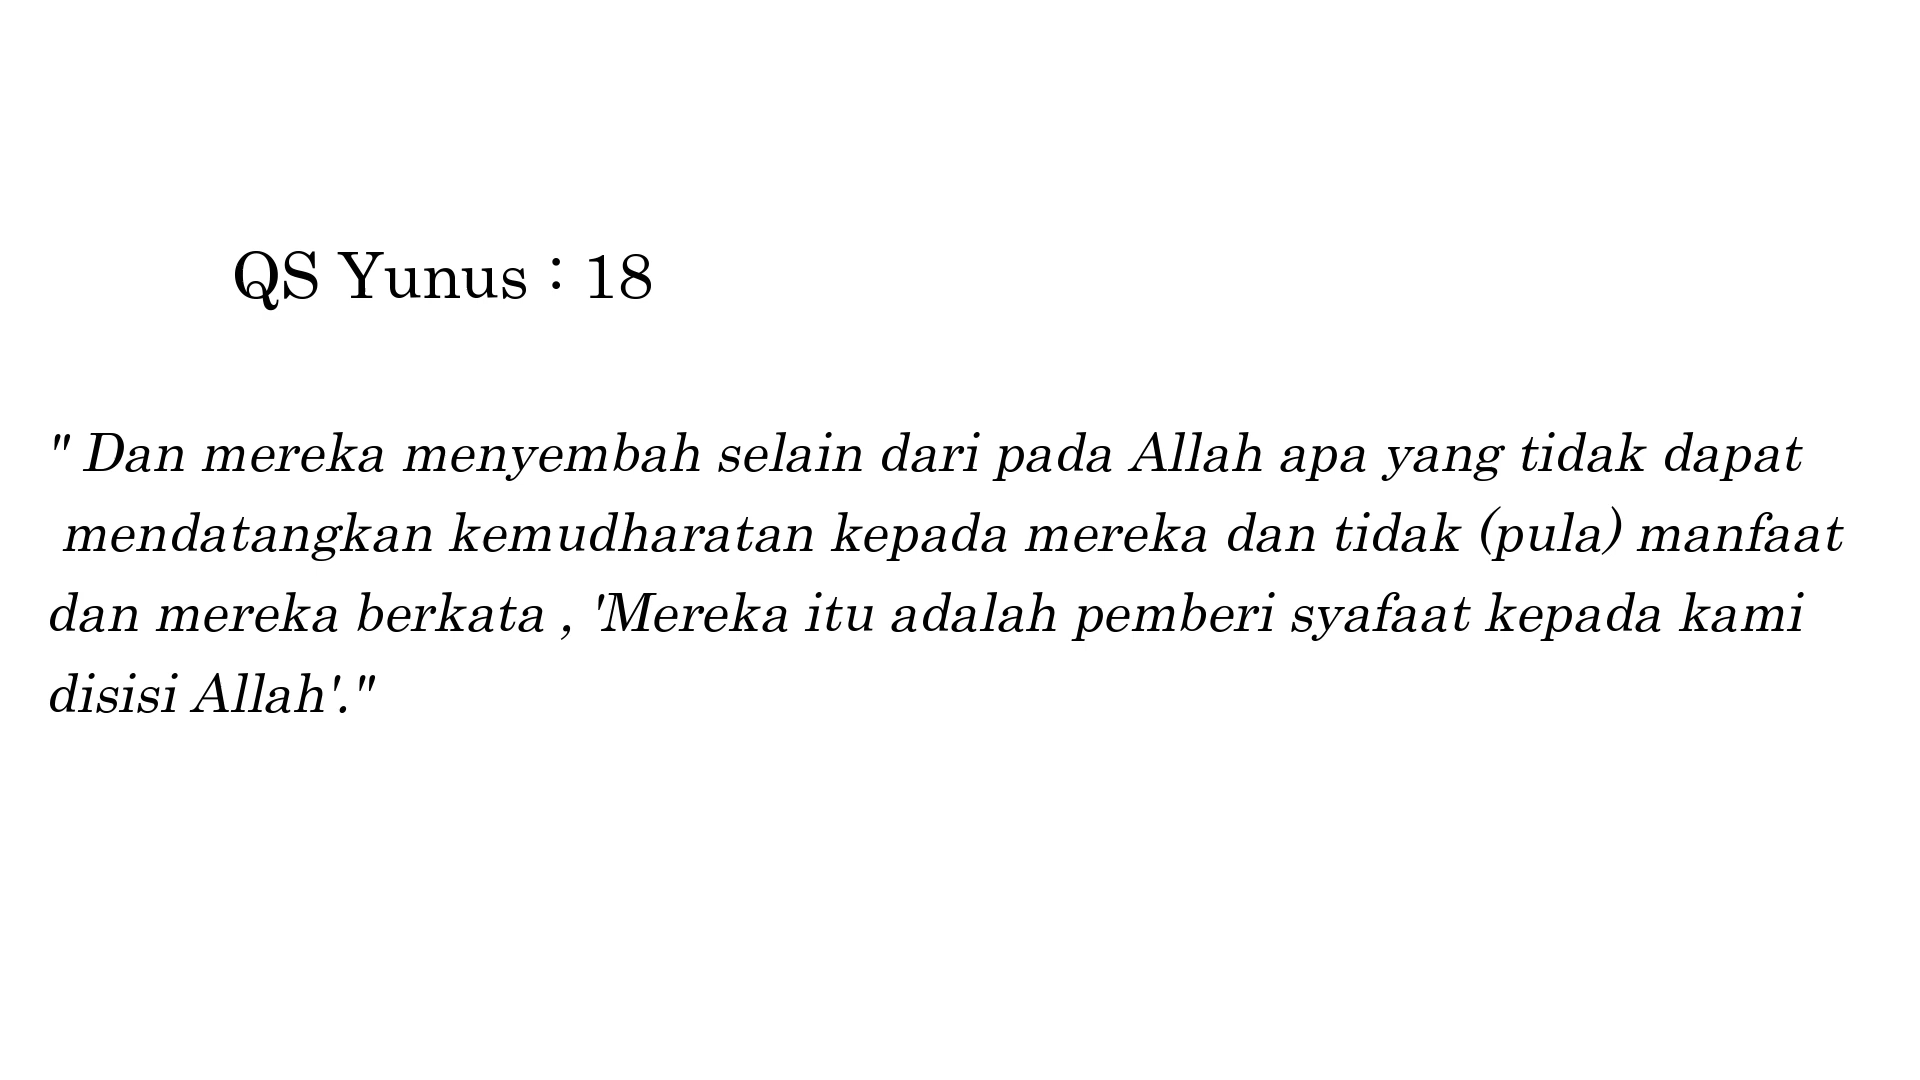 QS Yunus : 18
" Dan mereka menyembah selain dari pada Allah apa yang tidak dapat
mendatangkan kemudharatan kepada mereka dan tidak (pula) manfaat
dan mereka berkata , 'Mereka itu adalah pemberi syafaat kepada kami
disisi Allah'."